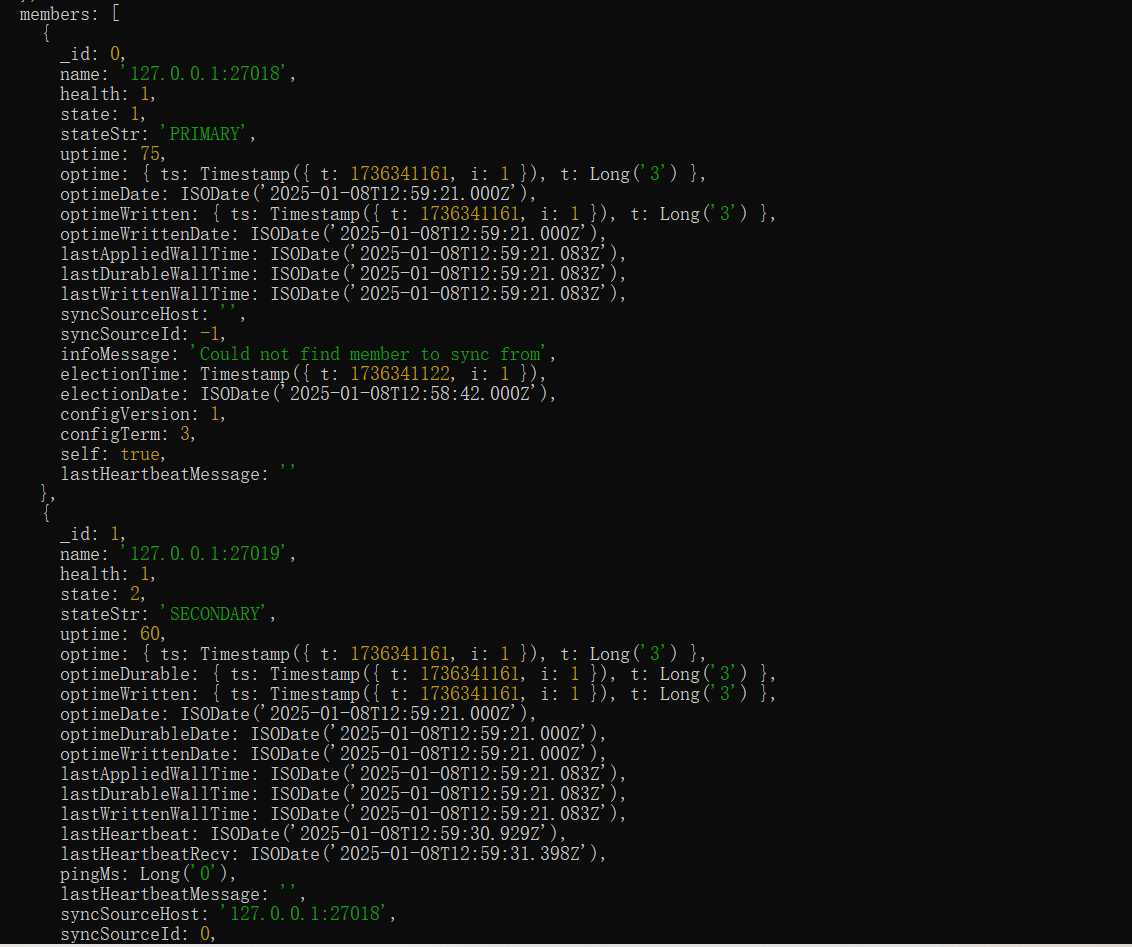 members: [
{
_id: 0,
name: '127.0.0.1:27018',
health: 1,
state: 1,
stateStr: 'PRIMARY',
uptime: 75,
optime: { ts: Timestamp({ t: 1736341161, i: 1 }), t: Long('3') },
optimeDate: ISODate('2025-01-08T12:59:21.000Z'),
optimeWritten: { ts: Timestamp({ t: 1736341161, i: 1 }), t: Long('3') },
optimeWrittenDate: ISODate('2025-01-08T12:59:21.000Z'),
lastAppliedWallTime: ISODate('2025-01-08T12:59:21.083Z'),
lastDurableWallTime: ISODate('2025-01-08T12:59:21.083Z'),
lastWrittenWallTime: ISODate('2025-01-08T12:59:21.083Z'),
syncSourceHost: '',
syncSourceId: -1,
infoMessage: 'Could not find member to sync from',
electionTime: Timestamp({ t: 1736341122, i: 1 }),
electionDate: ISODate('2025-01-08T12:58:42.000Z'),
configVersion: 1,
configTerm: 3,
self: true,
lastHeartbeatMessage: ''
},
{
_id: 1,
name: '127.0.0.1:27019',
health: 1,
state: 2,
stateStr: 'SECONDARY',
uptime: 60,
optime: { ts: Timestamp({ t: 1736341161, i: 1 }), t: Long('3') },
optimeDurable: { ts: Timestamp({ t: 1736341161, i: 1 }), t: Long('3') },
optimeWritten: { ts: Timestamp({ t: 1736341161, i: 1 }), t: Long('3') },
optimeDate: ISODate('2025-01-08T12:59:21.000Z'),
optimeDurableDate: ISODate('2025-01-08T12:59:21.000Z'),
optimeWrittenDate: ISODate('2025-01-08T12:59:21.000Z'),
lastAppliedWallTime: ISODate('2025-01-08T12:59:21.083Z'),
lastDurableWallTime: ISODate('2025-01-08T12:59:21.083Z'),
lastWrittenWallTime: ISODate('2025-01-08T12:59:21.083Z'),
lastHeartbeat: ISODate('2025-01-08T12:59:30.929Z'),
lastHeartbeatRecv: ISODate('2025-01-08T12:59:31.398Z'),
pingMs: Long('0'),
lastHeartbeatMessage: '',
syncSourceHost: '127.0.0.1:27018',
syncSourceId: 0,